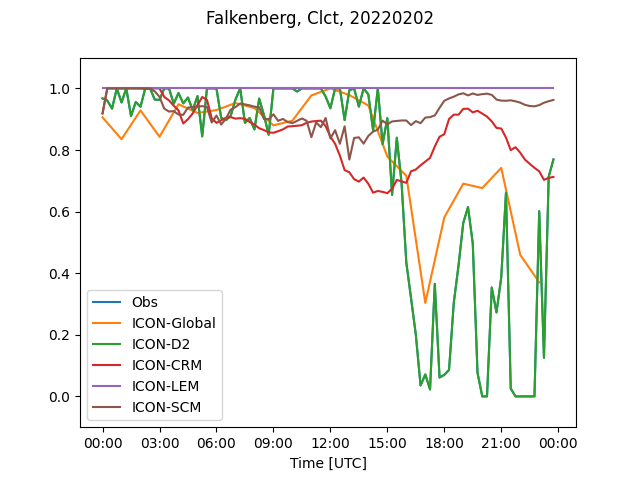 Falkenberg, Clct, 20220202
1.0
0.8
0.6
0.4
0.2
0.0
Obs
ICON-Global
ICON-D2
ICON-CRM
ICON-LEM
ICON-SCM
00:00 03:00 06:00 09:00 12:00 15:00 18:00 21:00 00:00
Time [UTC]